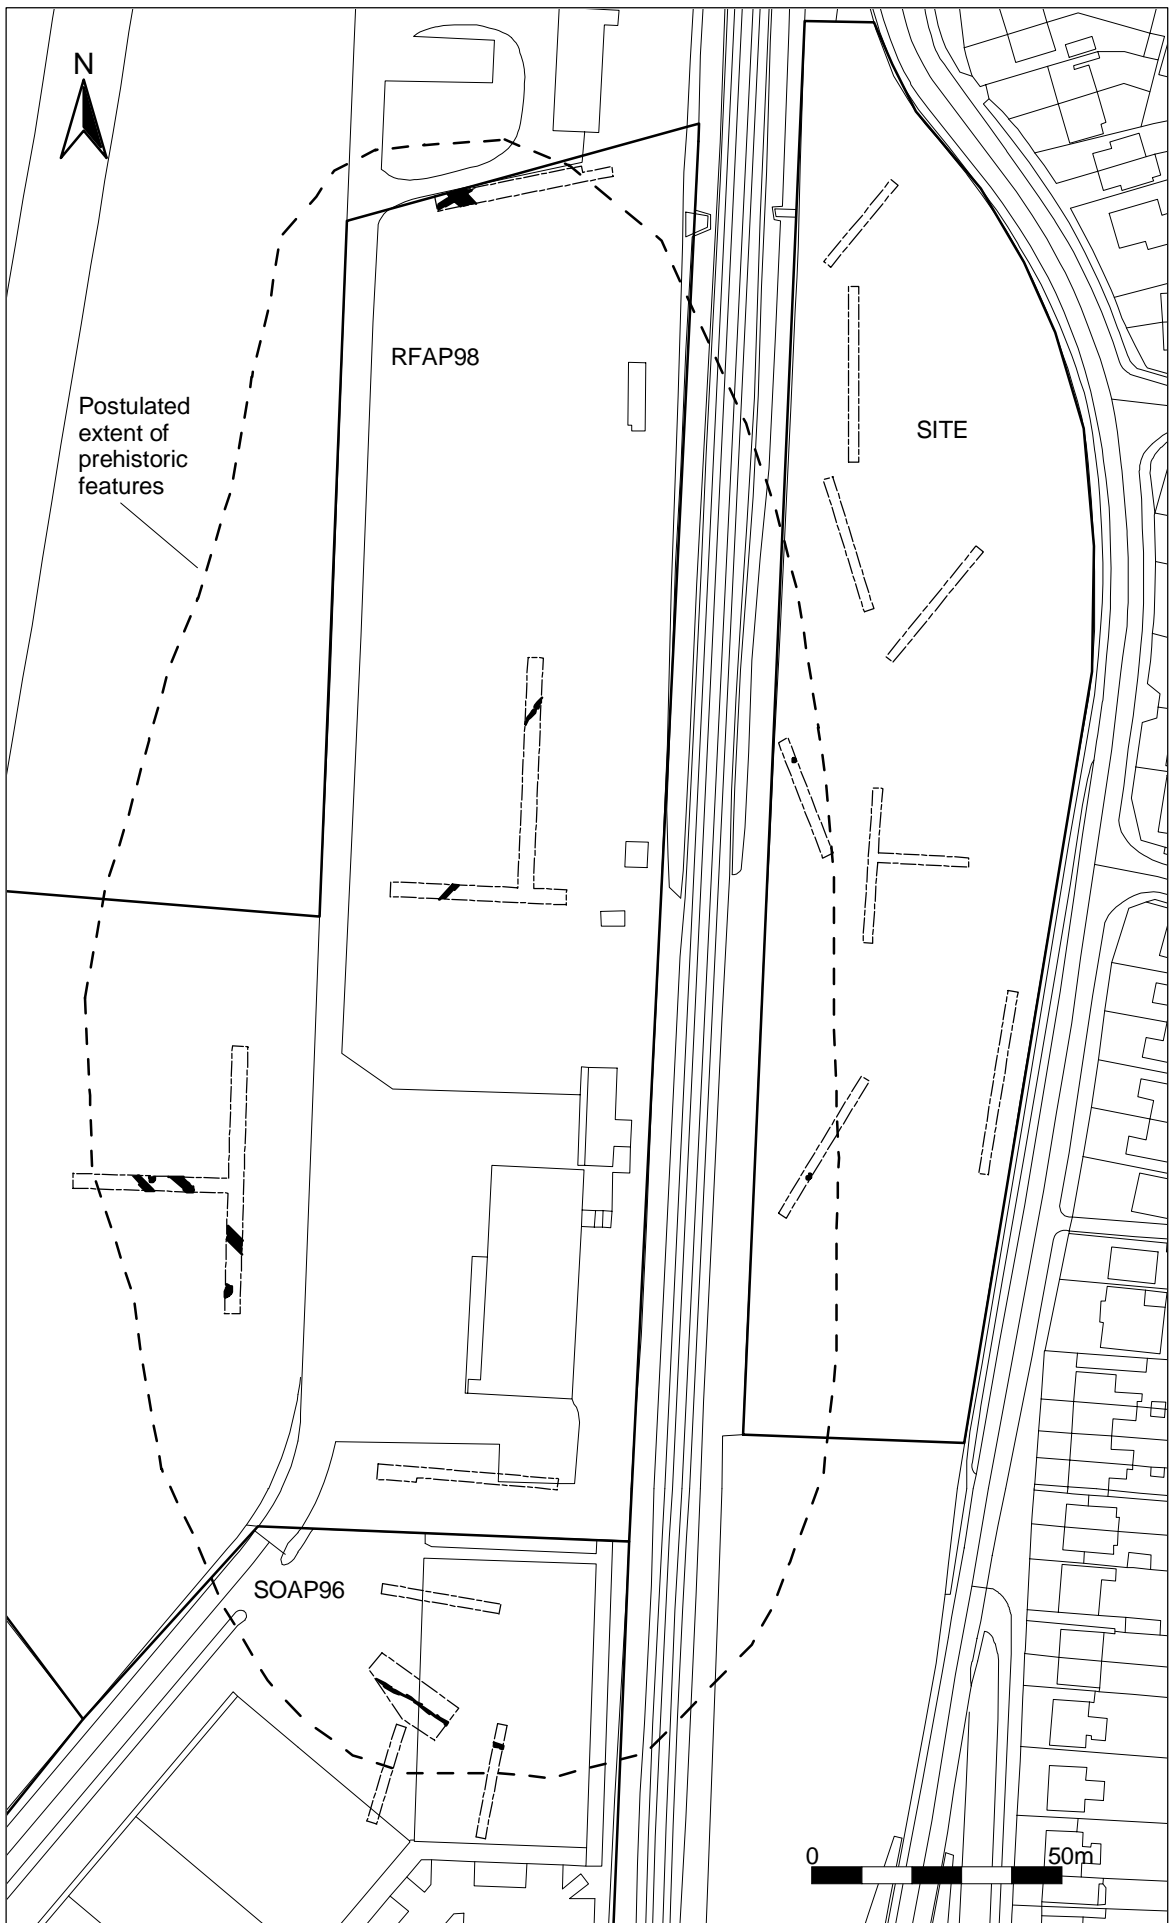 N
RFAP98
Postulated
extent of
prehistoric
features
SITE
SOAP96
0 50m